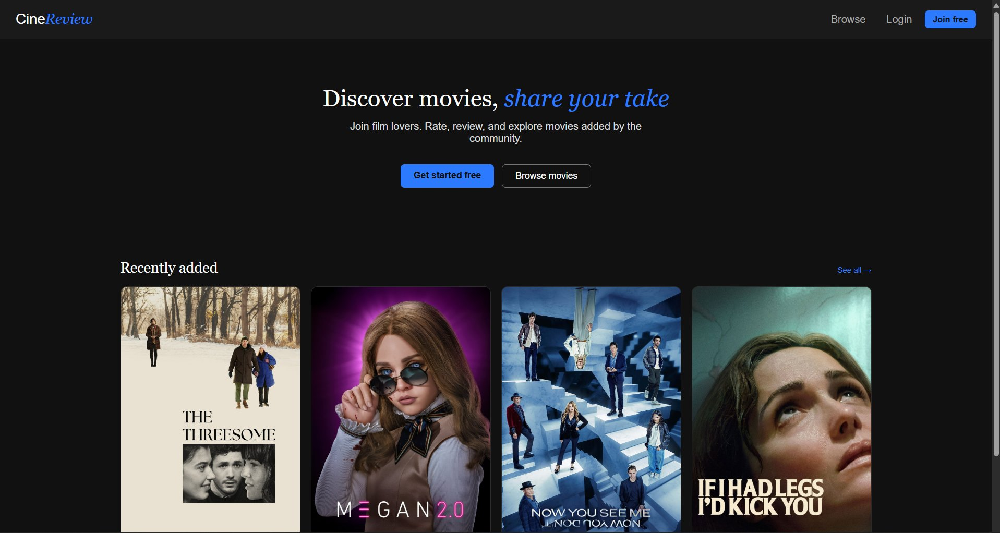 CineReview
Browse
Login
Join free
Discover movies, share your take
Join film lovers. Rate, review, and explore movies added by the
community.
Get started free
Browse movies
Recently added
See all →
THE
THREESOME
MEGAN 2.0
NOW YOU SEE ME
NOW YOU DON'T
IF I HAD LEGS
I'D KICK YOU